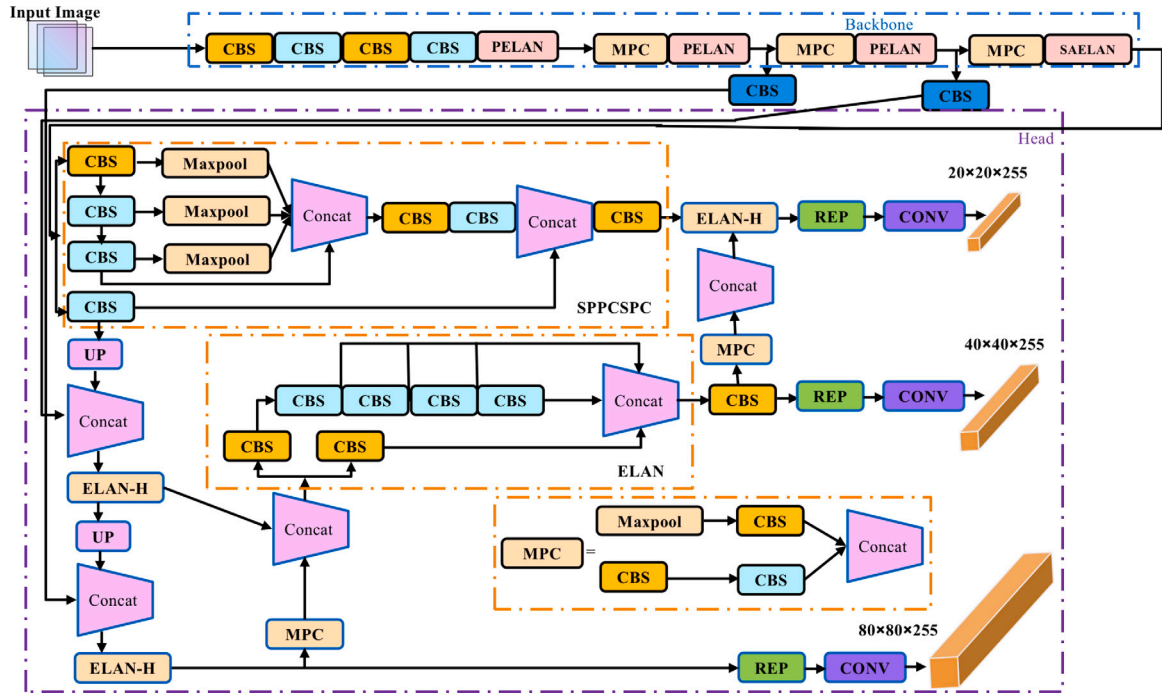 Input Image
Backbone
CBS CBS CBS CBS PELAN MPC PELAN MPC PELAN MPC SAELAN
CBS CBS
Head
CBS Maxpool
20×20×255
CBS Maxpool Concat CBS CBS Concat CBS ELAN-H REP CONV
CBS Maxpool
Concat
CBS SPPCSPC
UP MPC
40×40×255
Concat CBS CBS CBS CBS Concat CBS REP CONV
CBS CBS
ELAN
ELAN-H
Concat
UP Maxpool CBS
MPC = Concat
CBS CBS
Concat
MPC 80×80×255
ELAN-H REP CONV